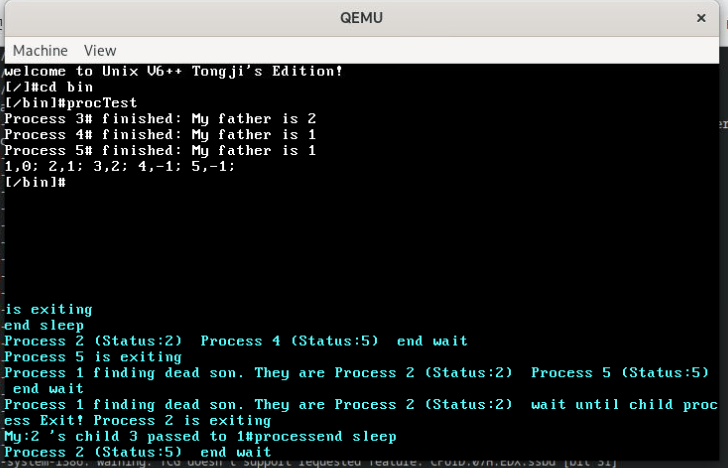 QEMU
×
Machine View
welcome to Unix V6++ Tongji's Edition!
[/]#cd bin
[/bin]#procTest
Process 3# finished: My father is 2
Process 4# finished: My father is 1
Process 5# finished: My father is 1
1,0; 2,1; 3,2; 4,-1; 5,-1;
[/bin]#
is exiting
end sleep
Process 2 (Status:2)  Process 4 (Status:5)  end wait
Process 5 is exiting
Process 1 finding dead son. They are Process 2 (Status:2)  Process 5 (Status:5)
 end wait
Process 1 finding dead son. They are Process 2 (Status:2)  wait until child proc
ess Exit! Process 2 is exiting
My:2 's child 3 passed to 1#processend sleep
Process 2 (Status:5)  end wait